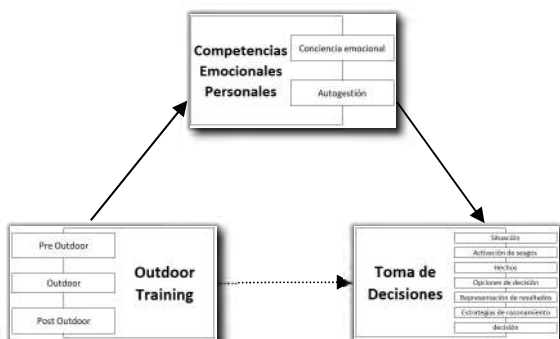 Competencias
Emocionales
Personales
Conciencia emocional
Autogestión
Pre Outdoor
Outdoor
Post Outdoor
Outdoor
Training
Toma de
Decisiones
Situación
Activación de sesgos
Hechos
Opciones de decisión
Representación de resultados
Estrategias de razonamiento
decisión